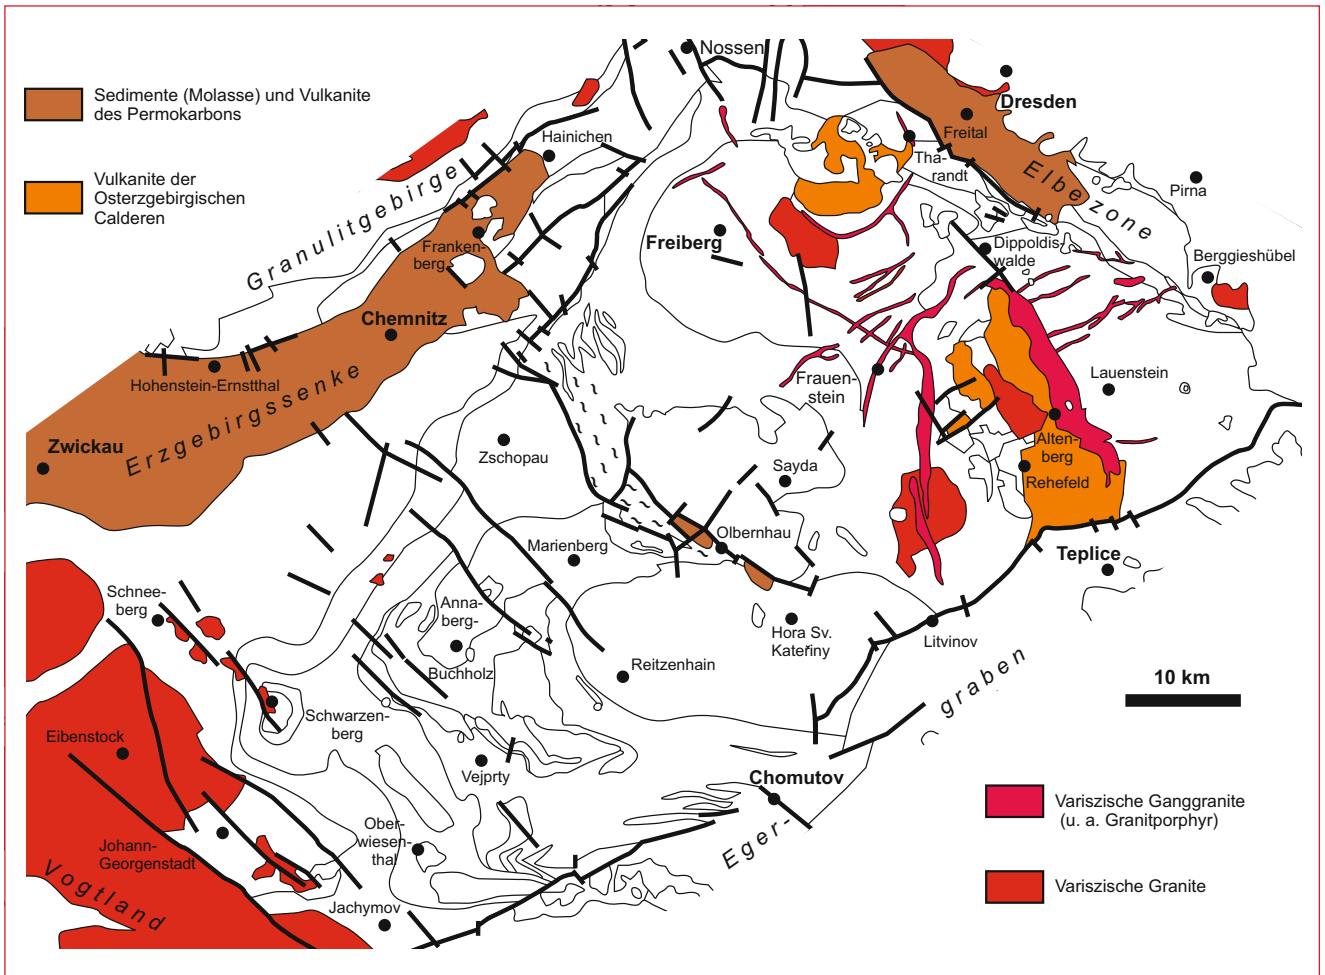 Nossen
Sedimente (Molasse) und Vulkanite
des Permokarbons
Dresden
Freital
Hainichen
Tha-
randt
Vulkanite der
Osterzgebirgischen
Calderen
Granulitgebirge
Elbezone
Pirna
Freiberg
Franken-
berg
Dippoldis-
walde
Berggieshübel
Chemnitz
Hohenstein-Ernstthal
Erzgebirgssenke
Frauen-
stein
Lauenstein
Zwickau
Zschopau
Sayda
Alten-
berg
Rehefeld
Olbernhau
Marienberg
Teplice
Schnee-
berg
Anna-
berg-
Buchholz
Hora Sv.
Kateřiny
Litvinov
Reitzenhain
10 km
Schwarzen-
berg
Eibenstock
Vejprty
Chomutov
Eger-
graben
Variszische Ganggranite
(u. a. Granitporphyr)
Ober-
wiesen-
thal
Johann-
Georgenstadt
Vogtland
Jachymov
Variszische Granite